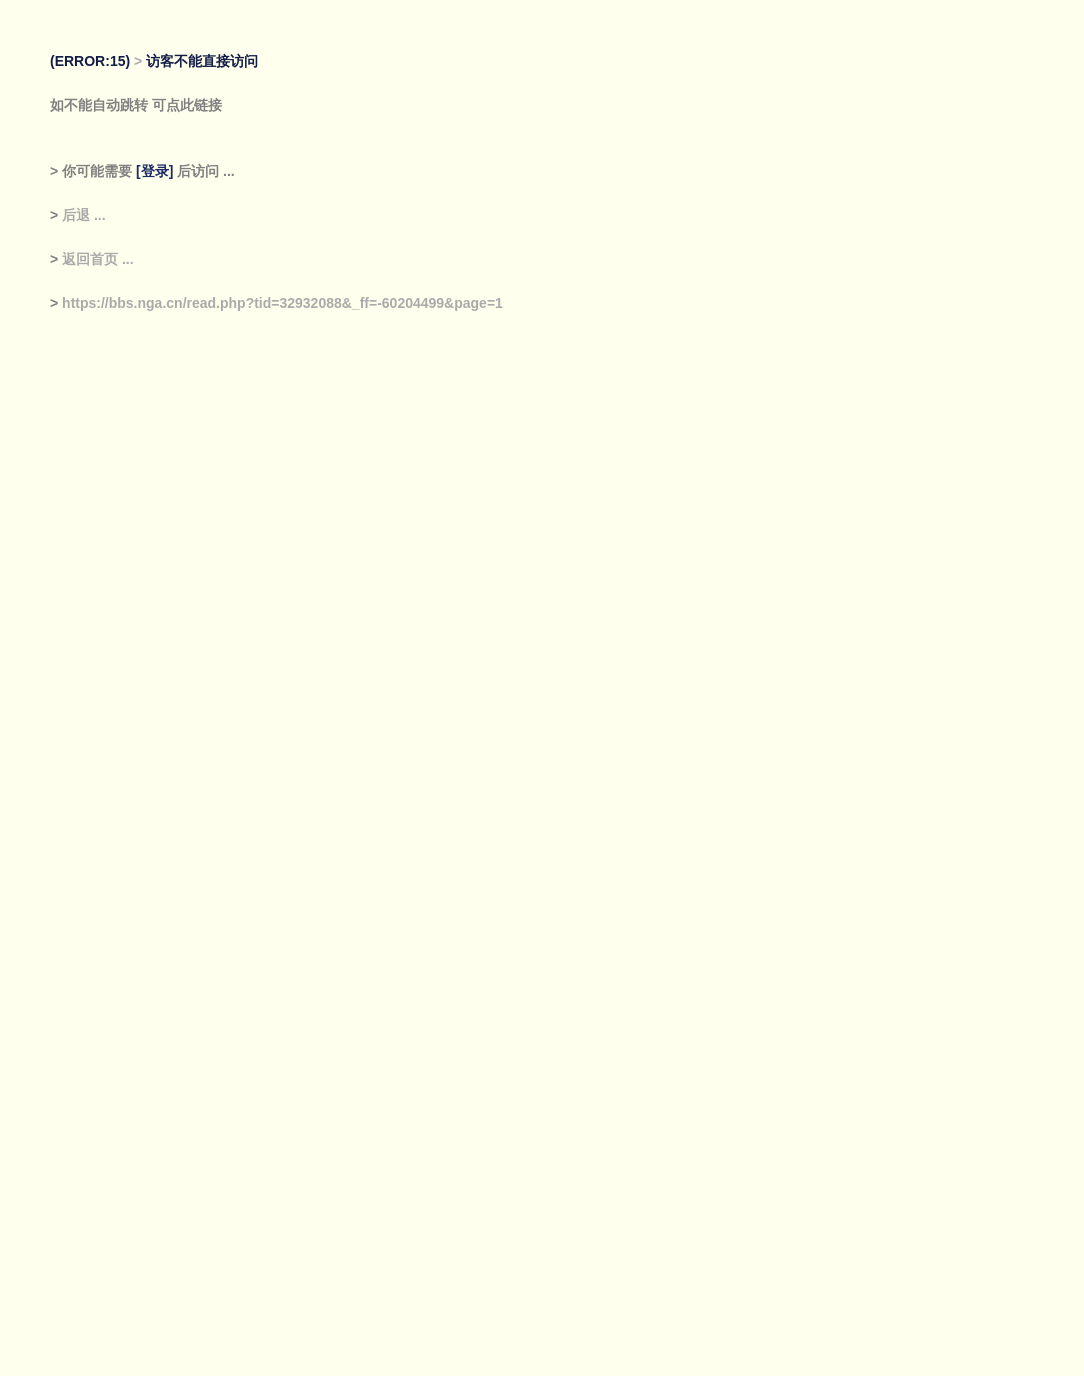 (ERROR:15) > 访客不能直接访问
如不能自动跳转 可点此链接
> 你可能需要 [登录] 后访问 ...
> 后退 ...
> 返回首页 ...
> https://bbs.nga.cn/read.php?tid=32932088&_ff=-60204499&page=1